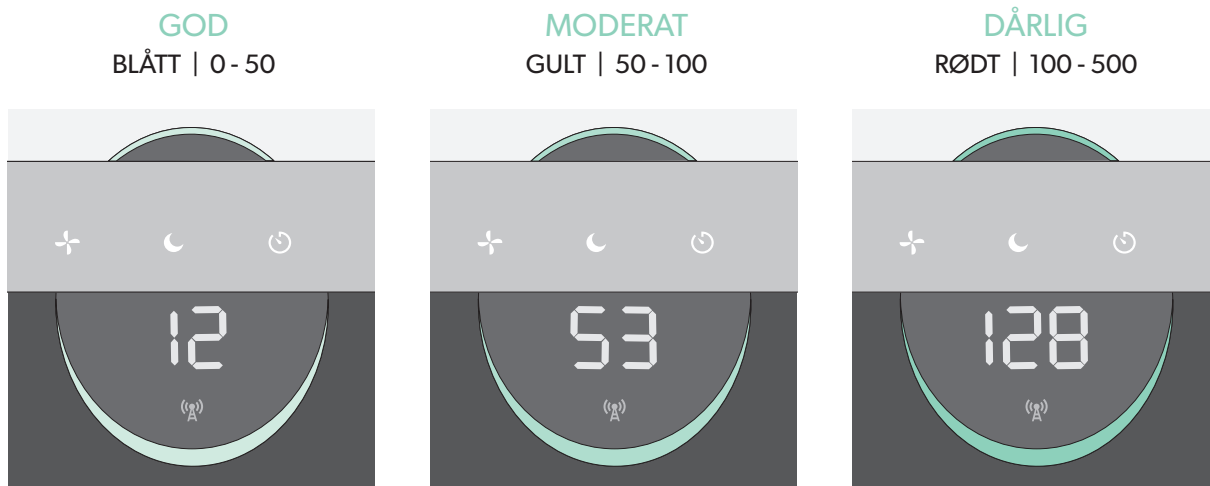 GOD
BLÅTT | 0 - 50
MODERAT
GULT | 50 - 100
DÅRLIG
RØDT | 100 - 500
12
53
128